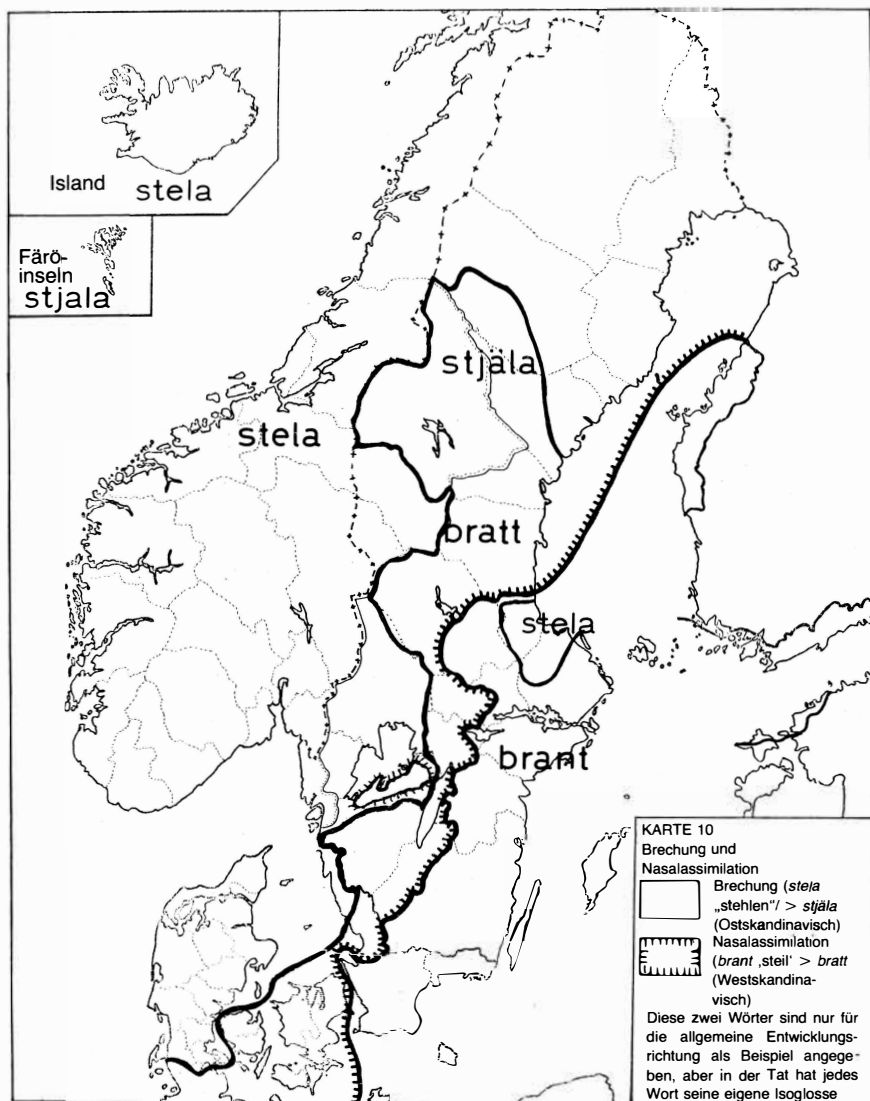 Island
stela
Färö-
inseln
stjala
stjäla
stela
bratt
stela
brant
KARTE 10
Brechung und
Nasalassimilation
Brechung (stela
„stehlen“/ > stjäla
(Ostskandinavisch)
Nasalassimilation
(brant ‚steil‘ > bratt
(Westskandina-
visch)
Diese zwei Wörter sind nur für
die allgemeine Entwicklungs-
richtung als Beispiel angege-
ben, aber in der Tat hat jedes
Wort seine eigene Isoglosse